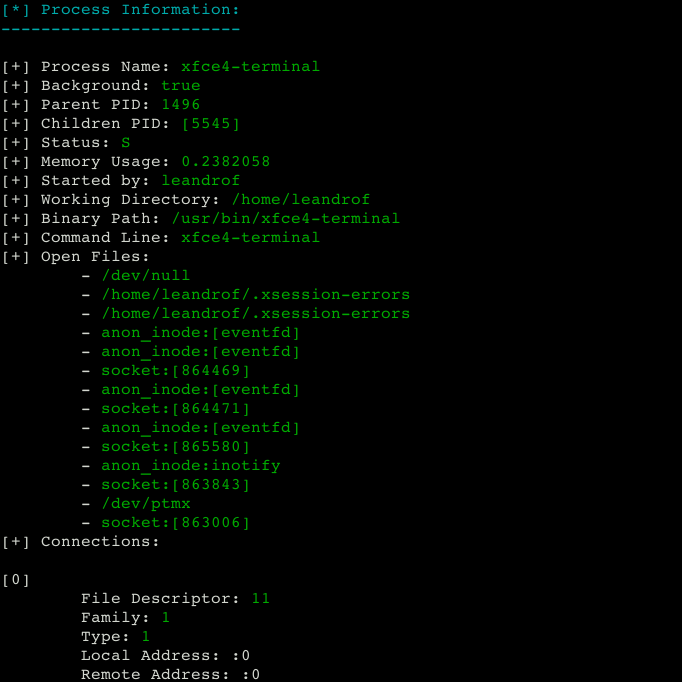 [*] Process Information:
------------------------
[+] Process Name: xfce4-terminal
[+] Background: true
[+] Parent PID: 1496
[+] Children PID: [5545]
[+] Status: S
[+] Memory Usage: 0.2382058
[+] Started by: leandrof
[+] Working Directory: /home/leandrof
[+] Binary Path: /usr/bin/xfce4-terminal
[+] Command Line: xfce4-terminal
[+] Open Files:
- /dev/null
- /home/leandrof/.xsession-errors
- /home/leandrof/.xsession-errors
- anon_inode:[eventfd]
- anon_inode:[eventfd]
- socket:[864469]
- anon_inode:[eventfd]
- socket:[864471]
- anon_inode:[eventfd]
- socket:[865580]
- anon_inode:inotify
- socket:[863843]
- /dev/ptmx
- socket:[863006]
[+] Connections:
[0]
File Descriptor: 11
Family: 1
Type: 1
Local Address: :0
Remote Address: :0